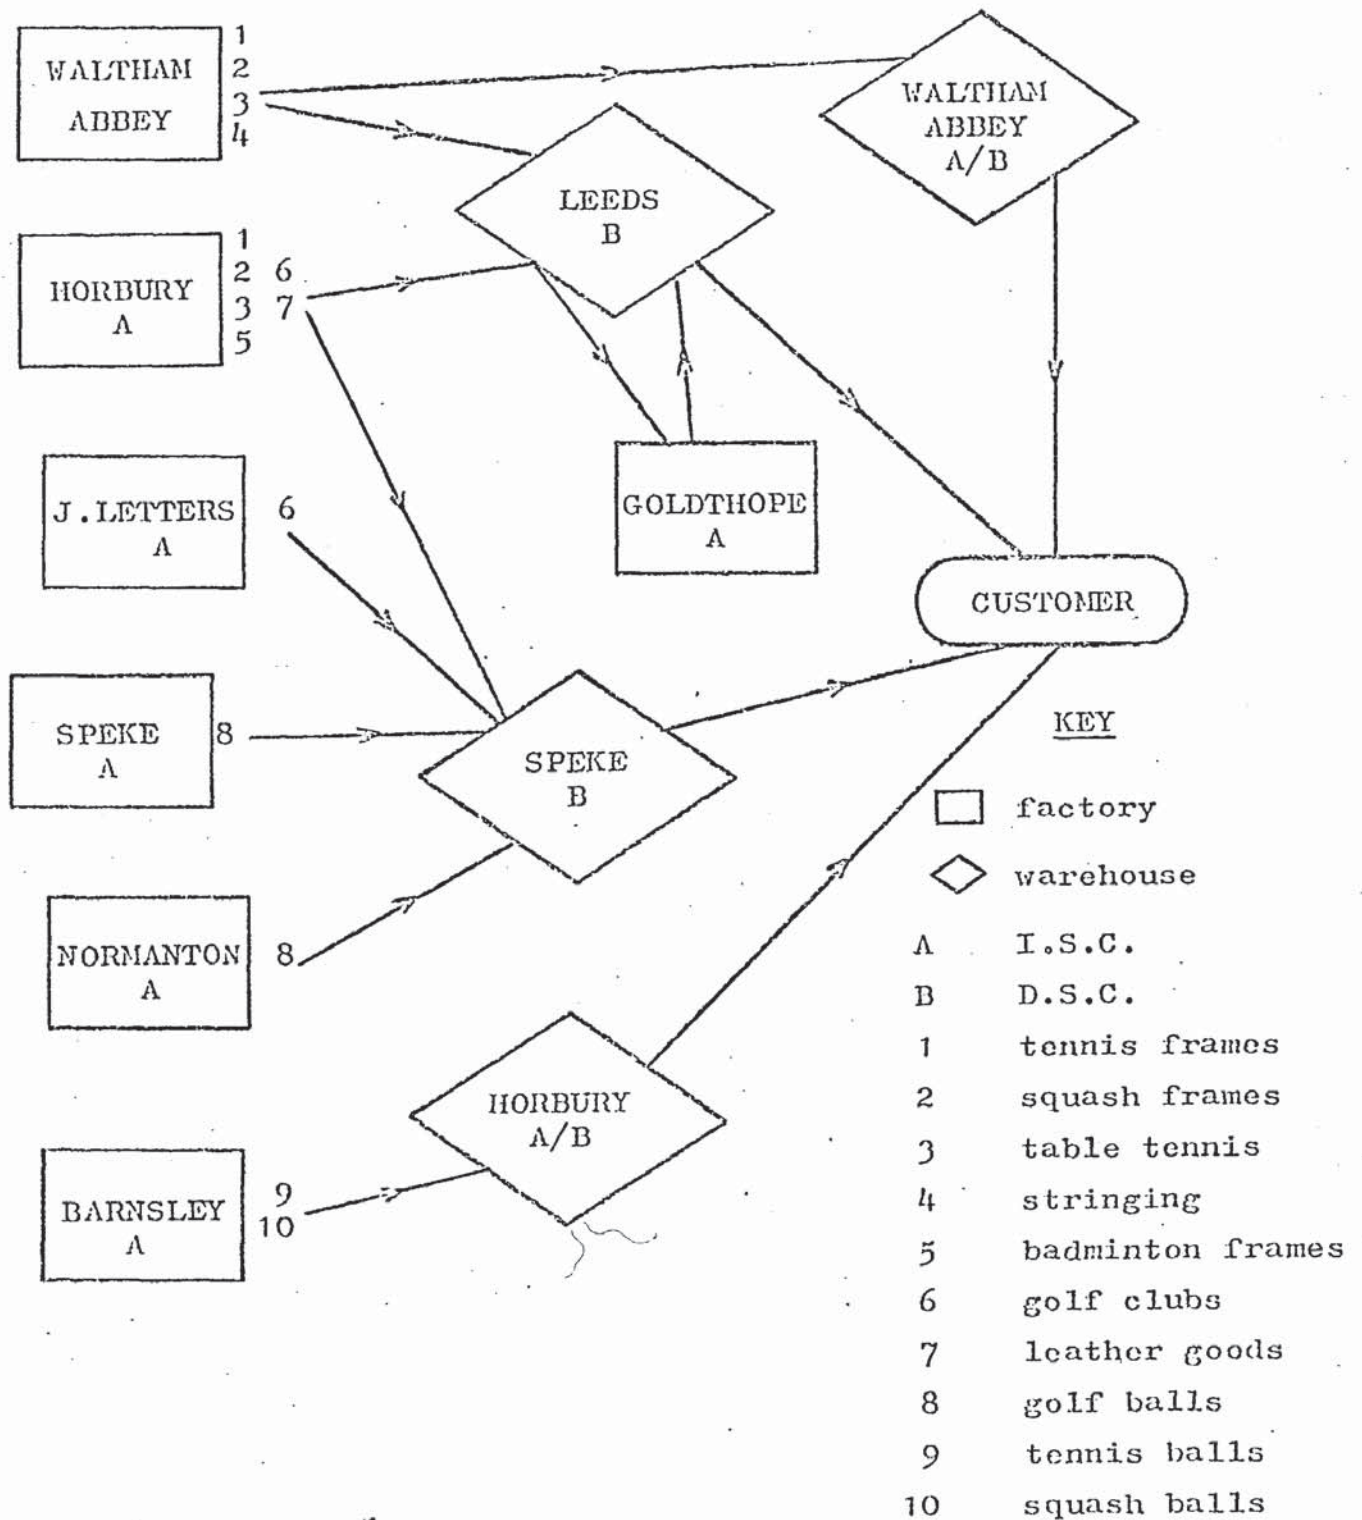 WALTHAM
ABBEY
1
2
3
4
WALTHAM
ABBEY
A/B
LEEDS
B
HORBURY
A
1
2 6
3 7
5
J.LETTERS
A
6
GOLDTHOPE
A
CUSTOMER
SPEKE
A
8
SPEKE
B
NORMANTON
A
8
HORBURY
A/B
BARNSLEY
A
9
10
KEY
factory
warehouse
A I.S.C.
B D.S.C.
1 tennis frames
2 squash frames
3 table tennis
4 stringing
5 badminton frames
6 golf clubs
7 leather goods
8 golf balls
9 tennis balls
10 squash balls